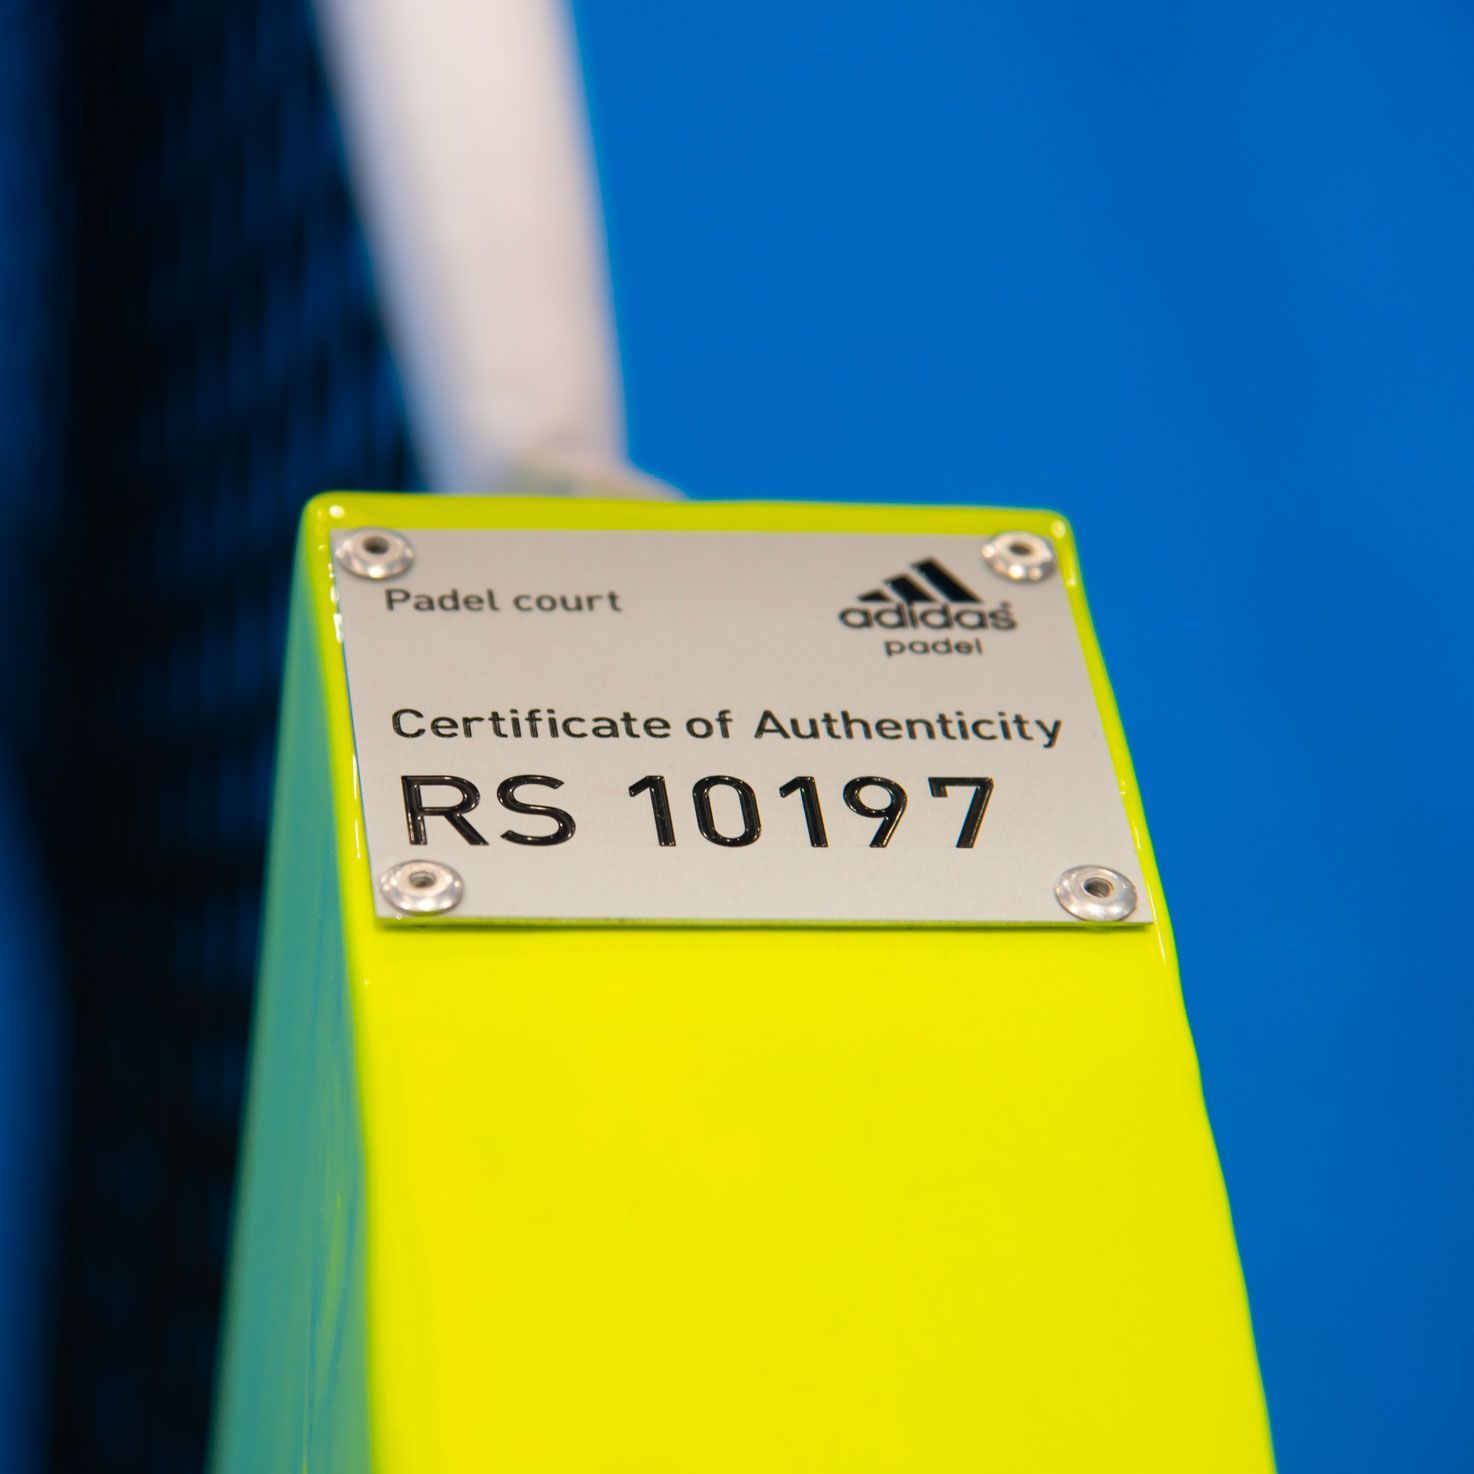 Padel court
adidas
padel
Certificate of Authenticity
RS 10197